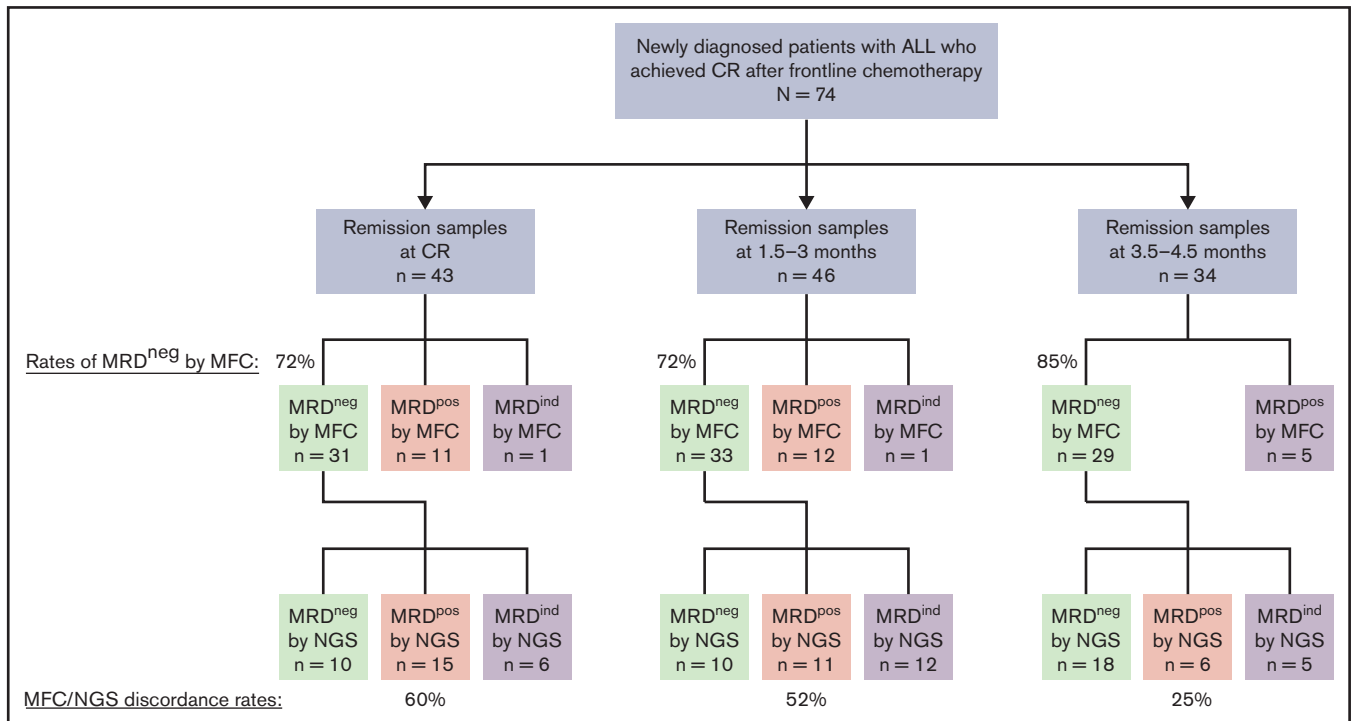 Newly diagnosed patients with ALL who
achieved CR after frontline chemotherapy
N = 74
Remission samples
at CR
n = 43
Remission samples
at 1.5–3 months
n = 46
Remission samples
at 3.5–4.5 months
n = 34
Rates of MRDneg by MFC:
72%
72%
85%
MRDneg
by MFC
n = 31
MRDpos
by MFC
n = 11
MRDind
by MFC
n = 1
MRDneg
by MFC
n = 33
MRDpos
by MFC
n = 12
MRDind
by MFC
n = 1
MRDneg
by MFC
n = 29
MRDpos
by MFC
n = 5
MRDneg
by NGS
n = 10
MRDpos
by NGS
n = 15
MRDind
by NGS
n = 6
MRDneg
by NGS
n = 10
MRDpos
by NGS
n = 11
MRDind
by NGS
n = 12
MRDneg
by NGS
n = 18
MRDpos
by NGS
n = 6
MRDind
by NGS
n = 5
MFC/NGS discordance rates:
60%
52%
25%